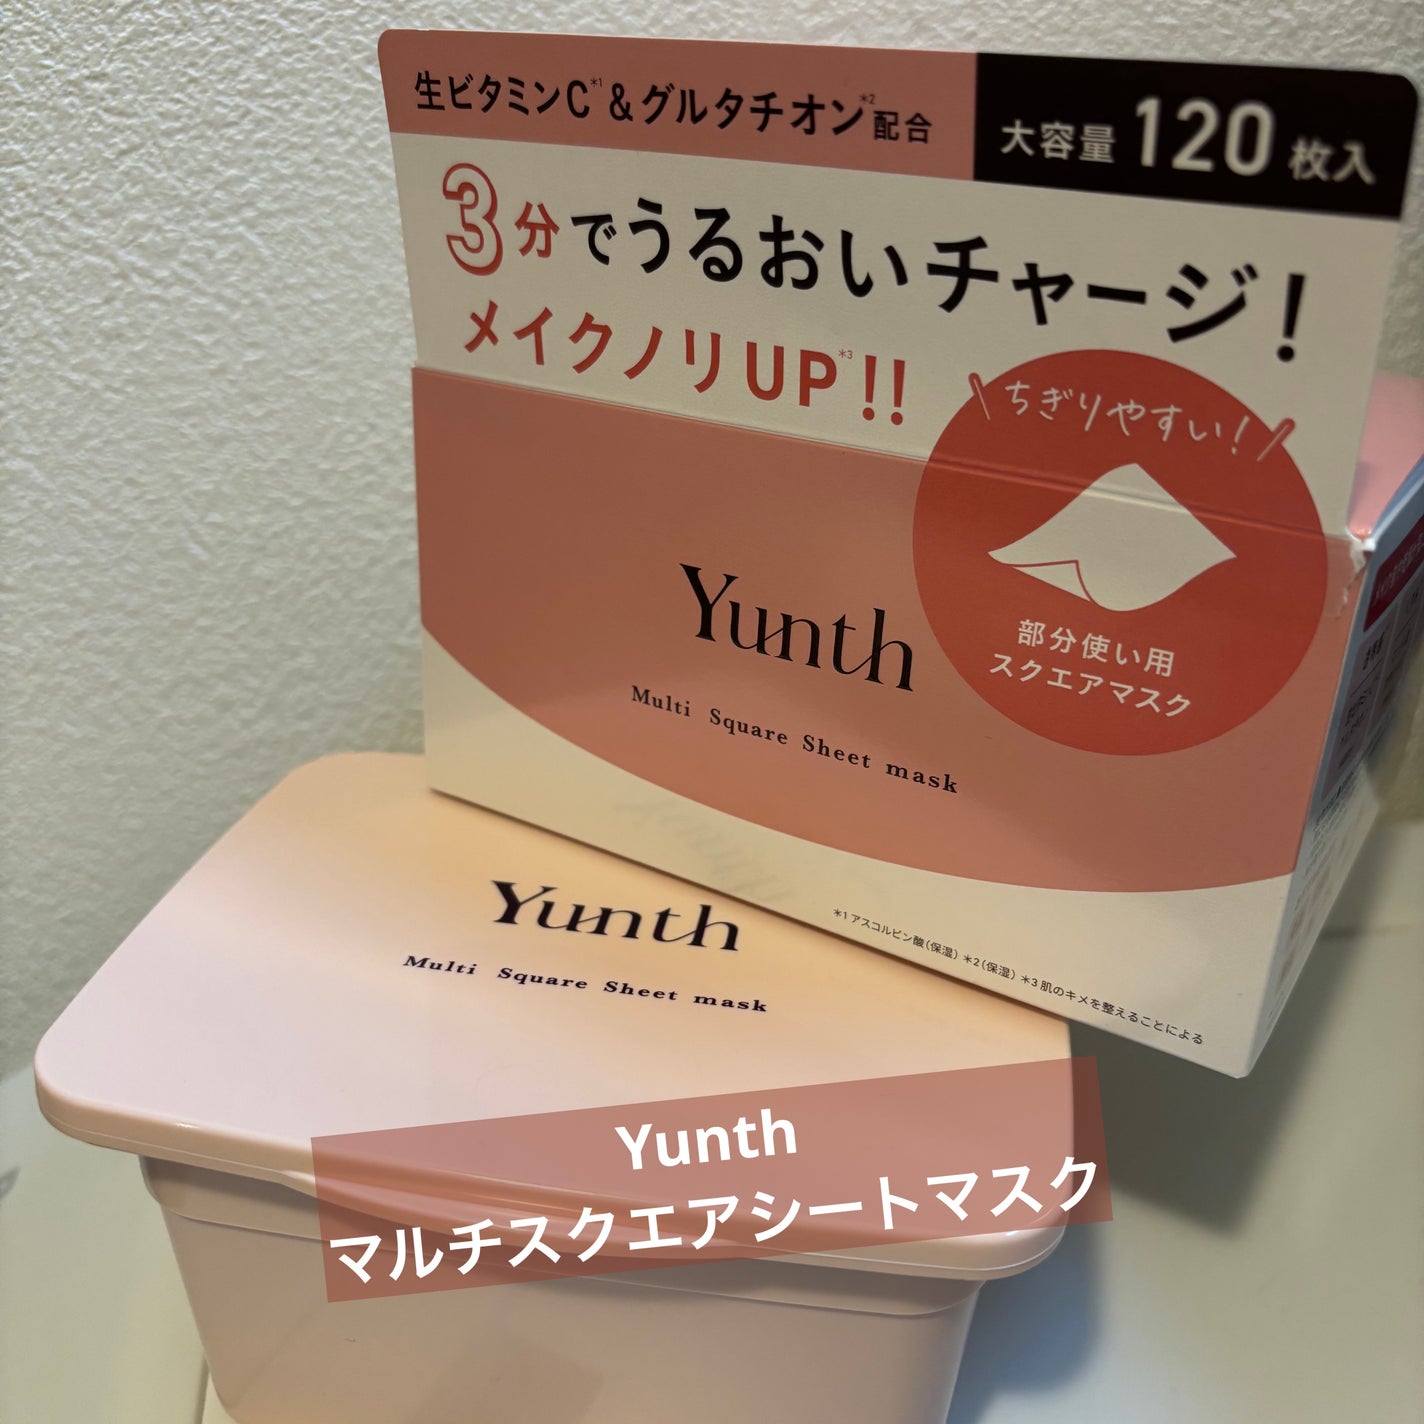 生ビタミンC*1&グルタチオン*2配合
大容量120枚入
3分でうるおいチャージ!
メイクノリUP*3!!
\ちぎりやすい!/
部分使い用
スクエアマスク
Yunth
Multi Square Sheet mask
*1 アスコルビン酸(保湿) *2(保湿) *3 肌のキメを整えることによる
Yunth
Multi Square Sheet mask
Yunth
マルチスクエアシートマスク